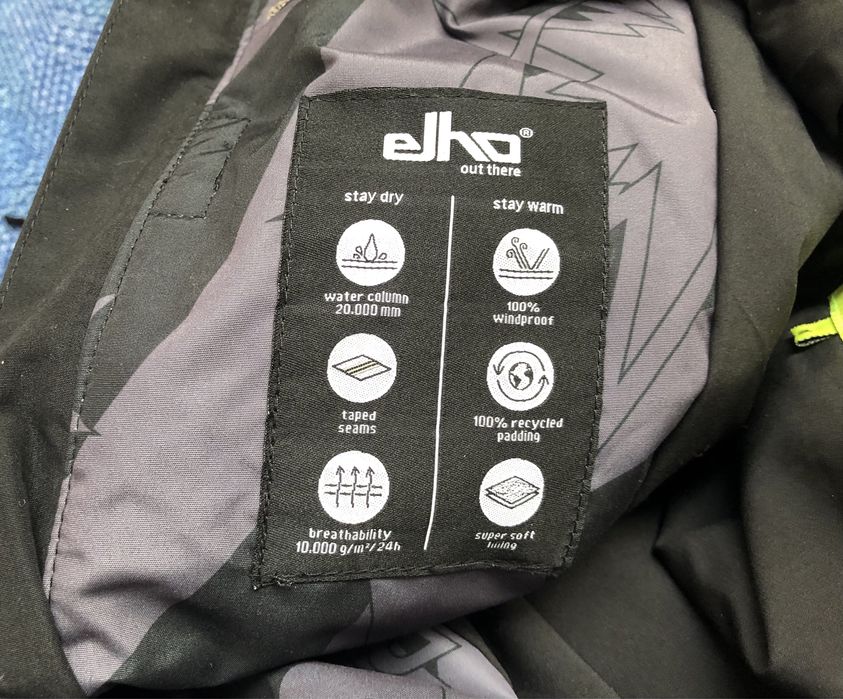 elho®
out there
stay dry
water column
20.000 mm
taped
seams
breathability
10.000 g/m²/24h
stay warm
100%
windproof
100% recycled
padding
super soft
lining